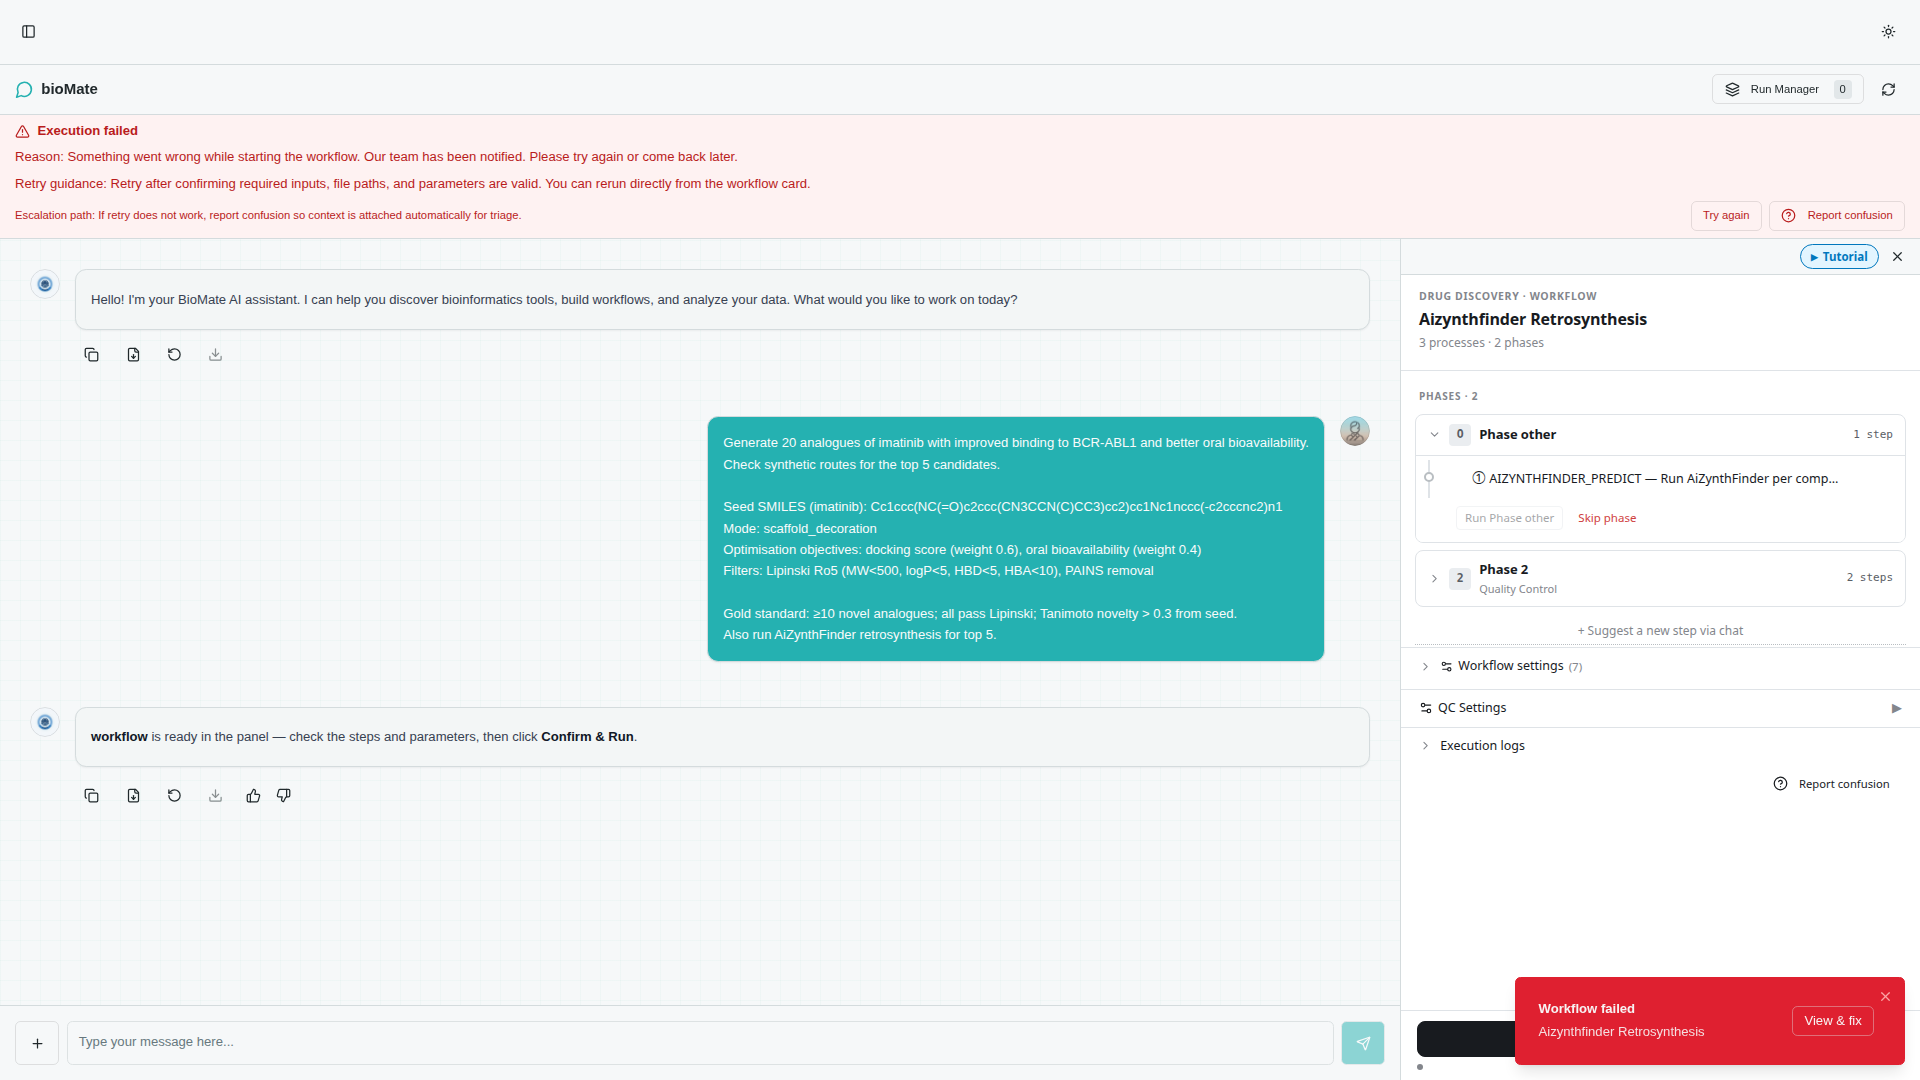 bioMate
Run Manager 0
Execution failed
Reason: Something went wrong while starting the workflow. Our team has been notified. Please try again or come back later.
Retry guidance: Retry after confirming required inputs, file paths, and parameters are valid. You can rerun directly from the workflow card.
Escalation path: If retry does not work, report confusion so context is attached automatically for triage.
Try again
Report confusion
Hello! I'm your BioMate AI assistant. I can help you discover bioinformatics tools, build workflows, and analyze your data. What would you like to work on today?
Generate 20 analogues of imatinib with improved binding to BCR-ABL1 and better oral bioavailability.
Check synthetic routes for the top 5 candidates.
Seed SMILES (imatinib): Cc1ccc(NC(=O)c2ccc(CN3CCN(C)CC3)cc2)cc1Nc1nccc(-c2cccnc2)n1
Mode: scaffold_decoration
Optimisation objectives: docking score (weight 0.6), oral bioavailability (weight 0.4)
Filters: Lipinski Ro5 (MW<500, logP<5, HBD<5, HBA<10), PAINS removal
Gold standard: ≥10 novel analogues; all pass Lipinski; Tanimoto novelty > 0.3 from seed.
Also run AiZynthFinder retrosynthesis for top 5.
workflow is ready in the panel — check the steps and parameters, then click Confirm & Run.
Type your message here...
▶ Tutorial
DRUG DISCOVERY · WORKFLOW
Aizynthfinder Retrosynthesis
3 processes · 2 phases
PHASES · 2
0 Phase other 1 step
① AIZYNTHFINDER_PREDICT — Run AiZynthFinder per comp...
Run Phase other Skip phase
2 Phase 2 2 steps
Quality Control
+ Suggest a new step via chat
Workflow settings (7)
QC Settings ▶
Execution logs
Report confusion
Workflow failed
Aizynthfinder Retrosynthesis
View & fix